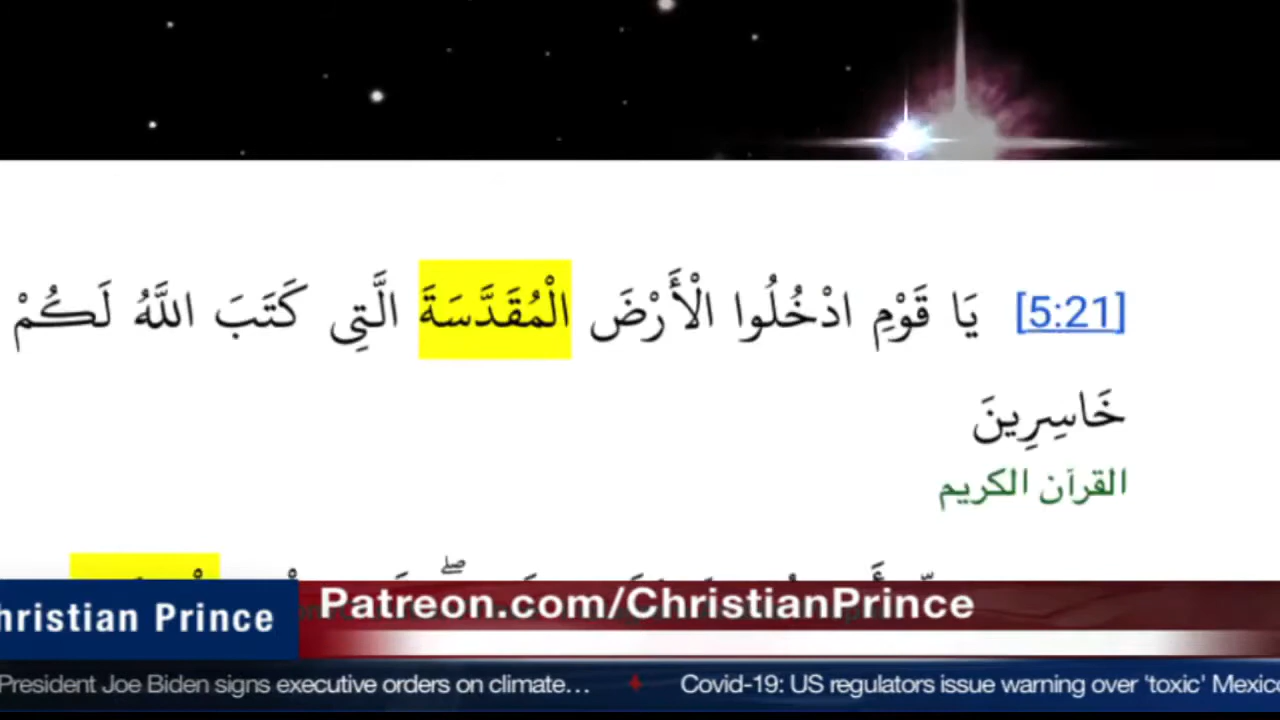 [5:21] يَا قَوْمِ ادْخُلُوا الْأَرْضَ الْمُقَدَّسَةَ الَّتِي كَتَبَ اللَّهُ لَكُمْ
خَاسِرِينَ
القرآن الكريم
hristian Prince
Patreon.com/ChristianPrince
President Joe Biden signs executive orders on climate… Covid-19: US regulators issue warning over 'toxic' Mexic